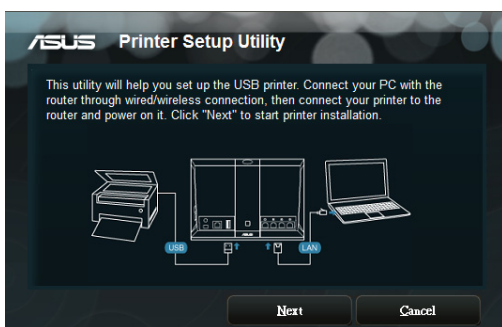 ASUS Printer Setup Utility
This utility will help you set up the USB printer. Connect your PC with the
router through wired/wireless connection, then connect your printer to the
router and power on it. Click "Next" to start printer installation.
USB
LAN
Next
Cancel